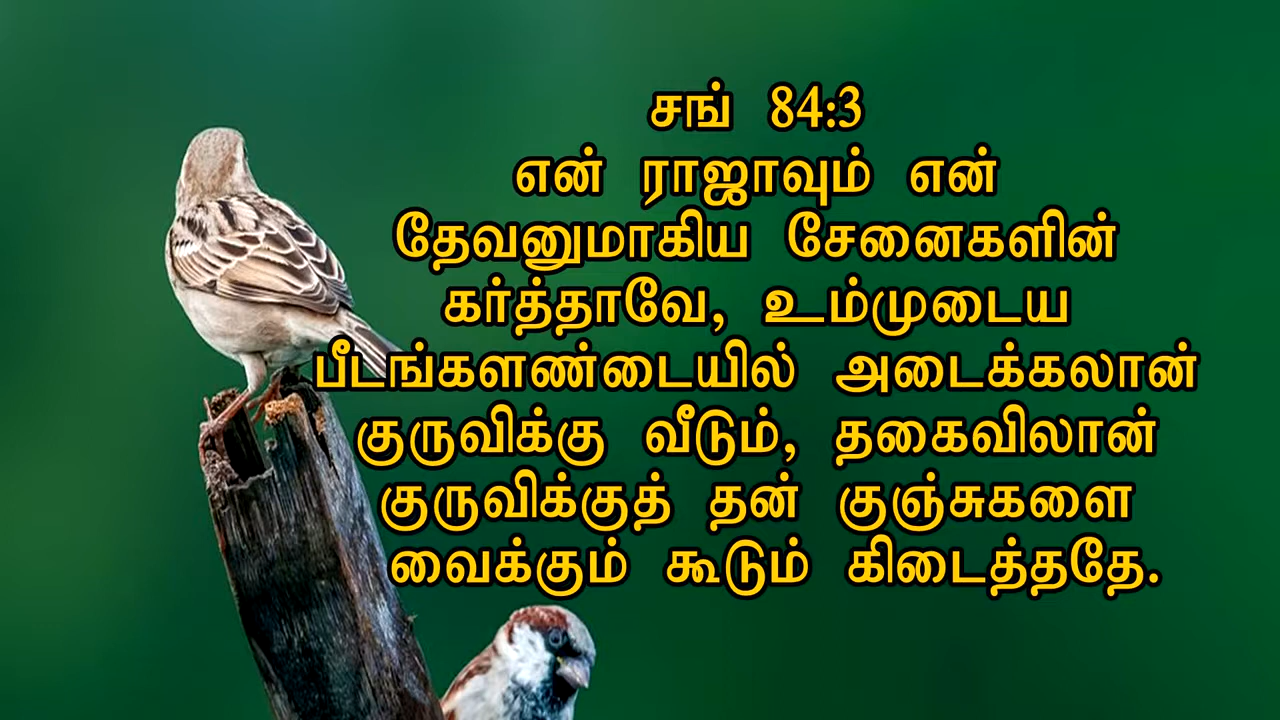 சங் 84:3
என் ராஜாவும் என்
தேவனுமாகிய சேனைகளின்
கர்த்தாவே, உம்முடைய
பீடங்களண்டையில் அடைக்கலான்
குருவிக்கு வீடும், தகைவிலான்
குருவிக்குத் தன் குஞ்சுகளை
வைக்கும் கூடும் கிடைத்ததே.